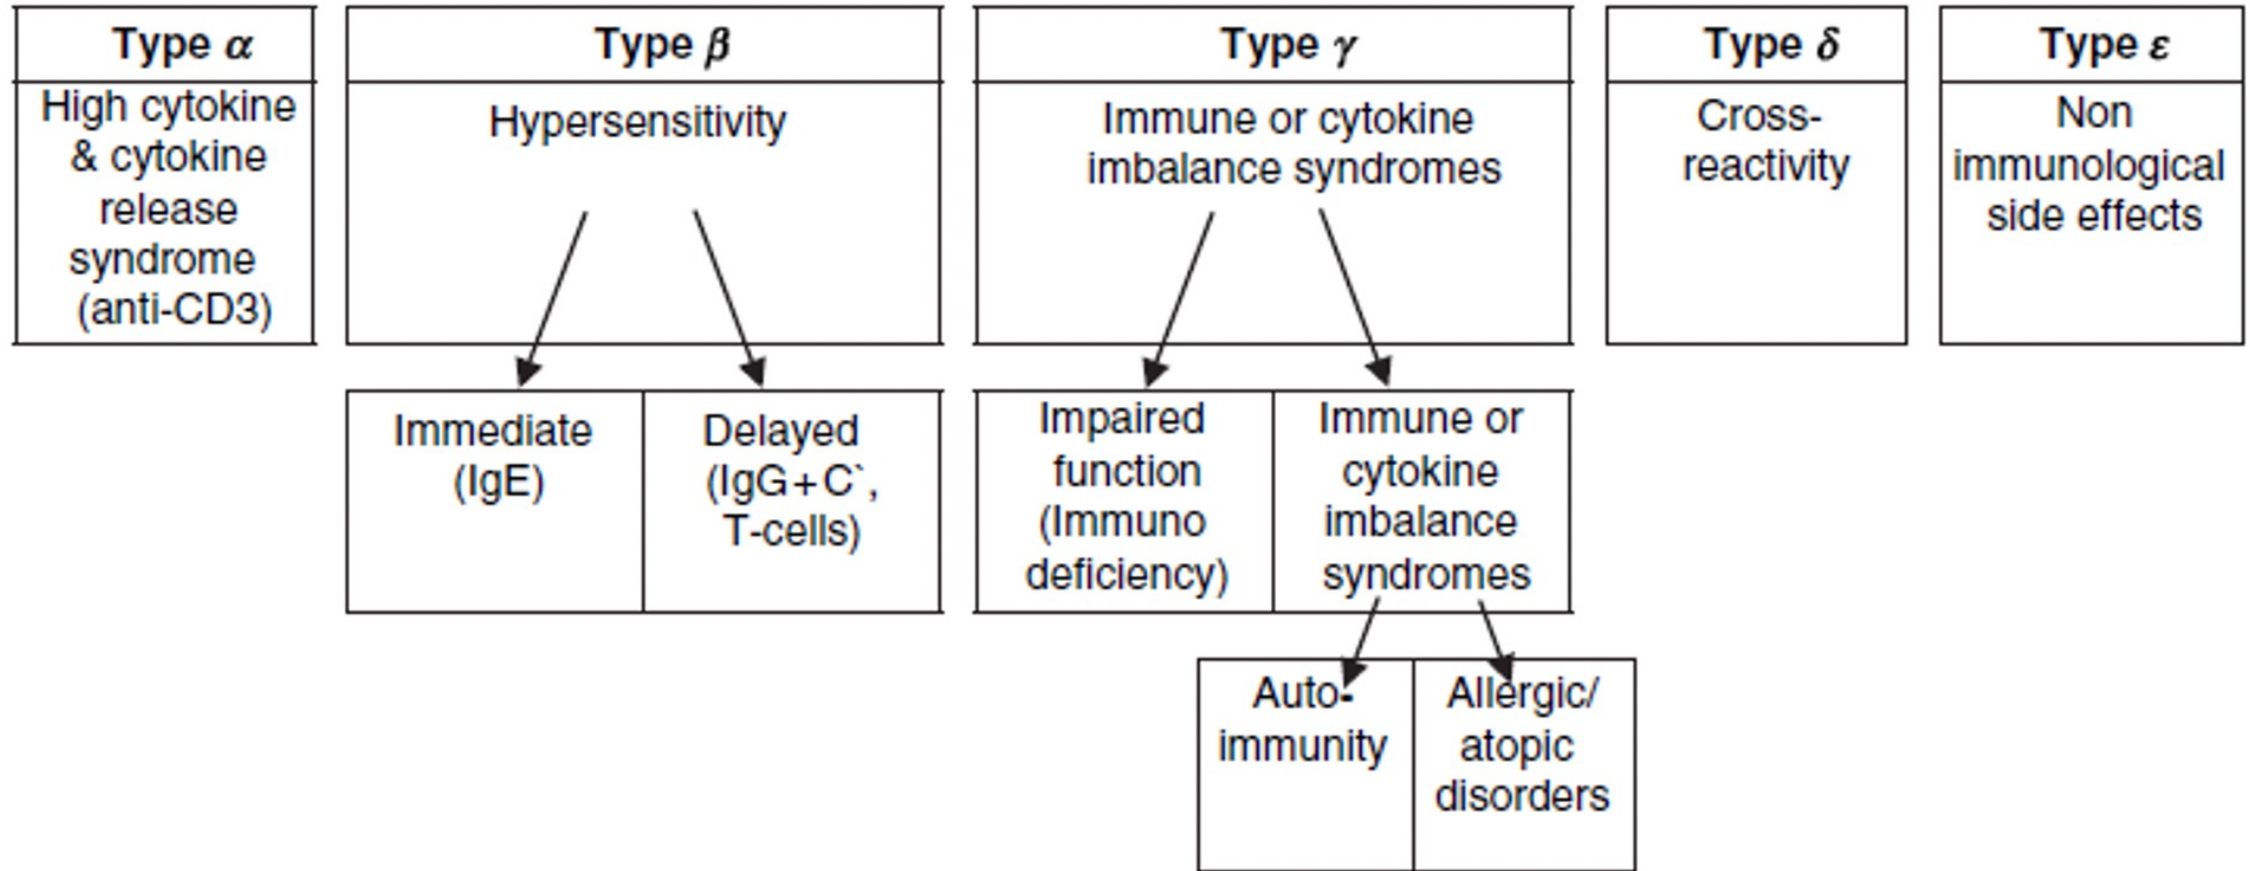 Type α
High cytokine
& cytokine
release
syndrome
(anti-CD3)
Type β
Hypersensitivity
Immediate
(IgE)
Delayed
(IgG+C`,
T-cells)
Type γ
Immune or cytokine
imbalance syndromes
Impaired
function
(Immuno
deficiency)
Immune or
cytokine
imbalance
syndromes
Auto-
immunity
Allergic/
atopic
disorders
Type δ
Cross-
reactivity
Type ε
Non
immunological
side effects